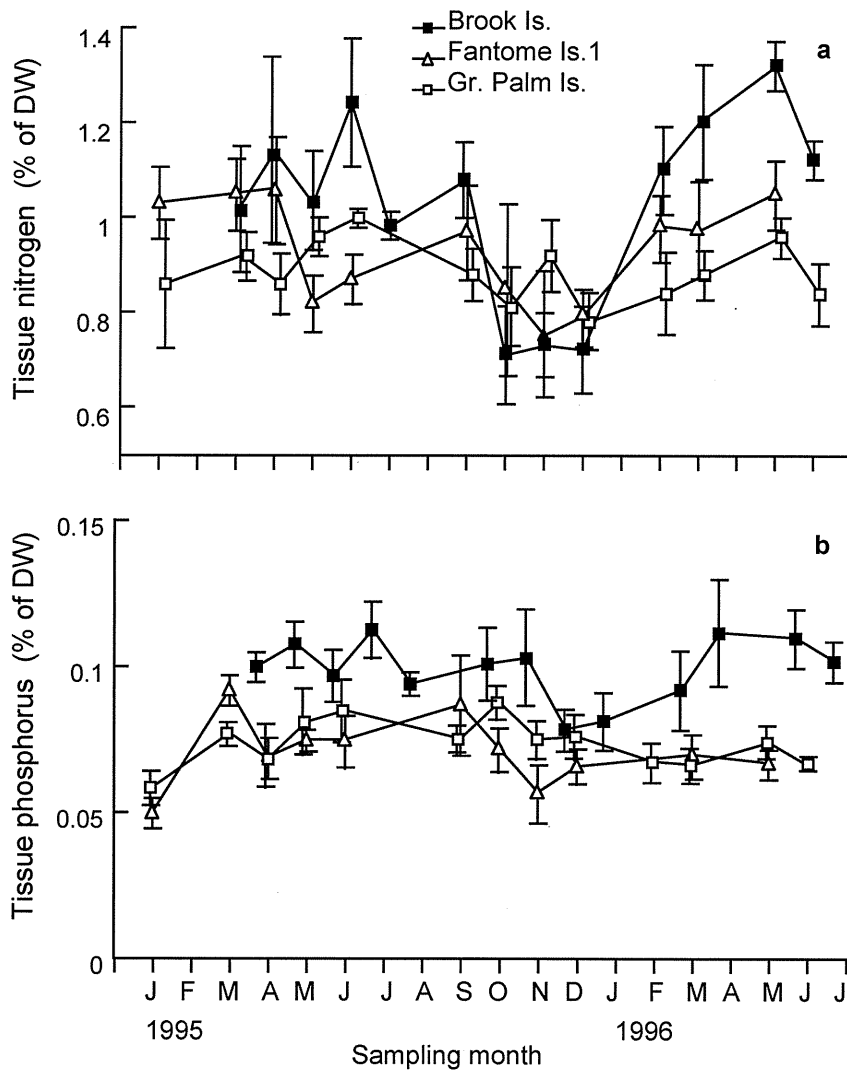 Brook Is.
Fantome Is.1
Gr. Palm Is.
a
Tissue nitrogen (% of DW)
1.4
1.2
1
0.8
0.6
b
Tissue phosphorus (% of DW)
0.15
0.1
0.05
0
J F M A M J J A S O N D J F M A M J J
1995 1996
Sampling month